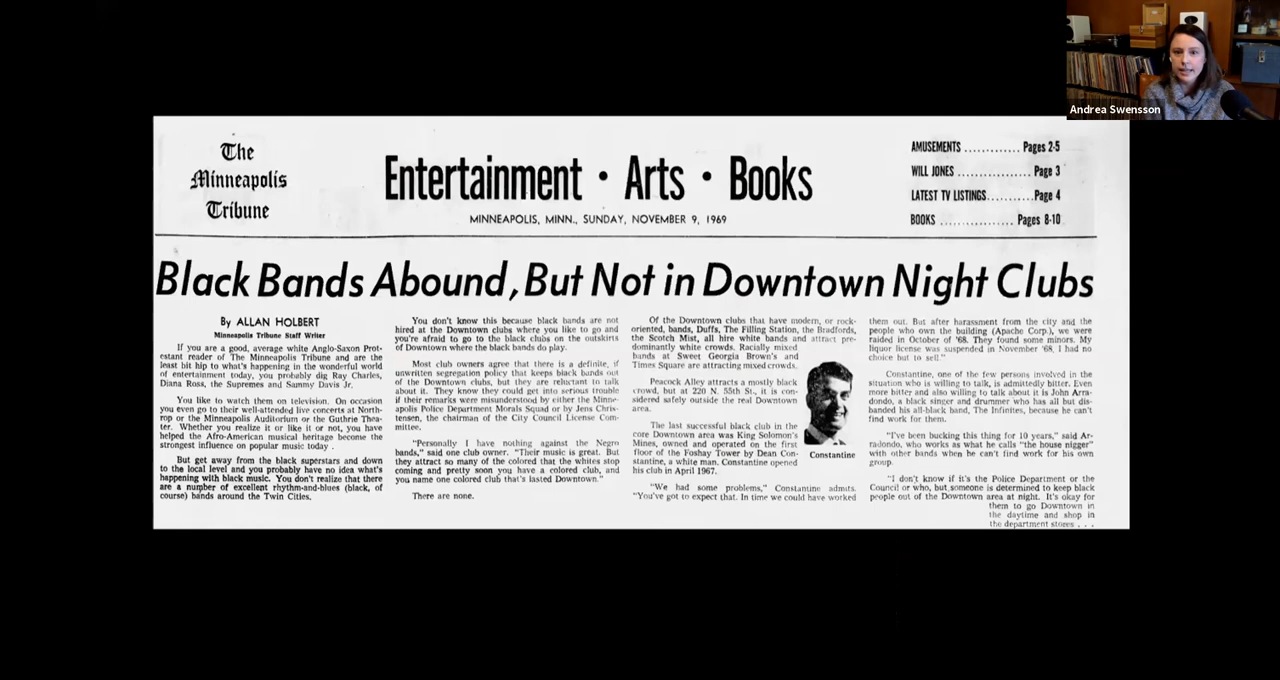 Andrea Swensson
The
Minneapolis
Tribune
Entertainment • Arts • Books
MINNEAPOLIS, MINN., SUNDAY, NOVEMBER 9, 1969
AMUSEMENTS ............ Pages 2-5
WILL JONES ................. Page 3
LATEST TV LISTINGS...........Page 4
BOOKS ................. Pages 8-10
Black Bands Abound, But Not in Downtown Night Clubs
By ALLAN HOLBERT
Minneapolis Tribune Staff Writer
If you are a good, average white Anglo-Saxon Prot-
estant reader of The Minneapolis Tribune and are the
least bit hip to what's happening in the wonderful world
of entertainment today, you probably dig Ray Charles,
Diana Ross, the Supremes and Sammy Davis Jr.
You like to watch them on television. On occasion
you even go to their well-attended live concerts at North-
rop or the Minneapolis Auditorium or the Guthrie Thea-
ter. Whether you realize it or like it or not, you have
helped the Afro-American musical heritage become the
strongest influence on popular music today .
But get away from the black superstars and down
to the local level and you probably have no idea what's
happening with black music. You don't realize that there
are a number of excellent rhythm-and-blues (black, of
course) bands around the Twin Cities.
You don't know this because black bands are not
hired at the Downtown clubs where you like to go and
you're afraid to go to the black clubs on the outskirts
of Downtown where the black bands do play.
Most club owners agree that there is a definite, if
unwritten segregation policy that keeps black bands out
of the Downtown clubs, but they are reluctant to talk
about it. They know they could get into serious trouble
if their remarks were misunderstood by either the Minne-
apolis Police Department Morals Squad or by Jens Chris-
tensen, the chairman of the City Council License Com-
mittee.
"Personally I have nothing against the Negro
bands," said one club owner. "Their music is great. But
they attract so many of the colored that the whites stop
coming and pretty soon you have a colored club, and
you name one colored club that's lasted Downtown."
There are none.
Of the Downtown clubs that have modern, or rock-
oriented, bands, Duffs, The Filling Station, the Bradfords,
the Scotch Mist, all hire white bands and attract pre-
dominantly white crowds. Racially mixed
bands at Sweet Georgia Brown's and
Times Square are attracting mixed crowds.
Peacock Alley attracts a mostly black
crowd, but at 220 N. 55th St., it is con-
sidered safely outside the real Downtown
area.
The last successful black club in the
core Downtown area was King Solomon's
Mines, owned and operated on the first
floor of the Foshay Tower by Dean Con-
stantine, a white man. Constantine opened
his club in April 1967.
Constantine
"We had some problems," Constantine admits.
"You've got to expect that. In time we could have worked
them out. But after harassment from the city and the
people who own the building (Apache Corp.), we were
raided in October of '68. They found some minors. My
liquor license was suspended in November '68. I had no
choice but to sell."
Constantine, one of the few persons involved in the
situation who is willing to talk, is admittedly bitter. Even
more bitter and also willing to talk about it is John Arra-
dondo, a black singer and drummer who has all but dis-
banded his all-black band, The Infinites, because he can't
find work for them.
"I've been bucking this thing for 10 years," said Ar-
radondo, who works as what he calls "the house nigger"
with other bands when he can't find work for his own
group.
"I don't know if it's the Police Department or the
Council or who, but someone is determined to keep black
people out of the Downtown area at night. It's okay for
them to go Downtown in
the daytime and shop in
the department stores . . .